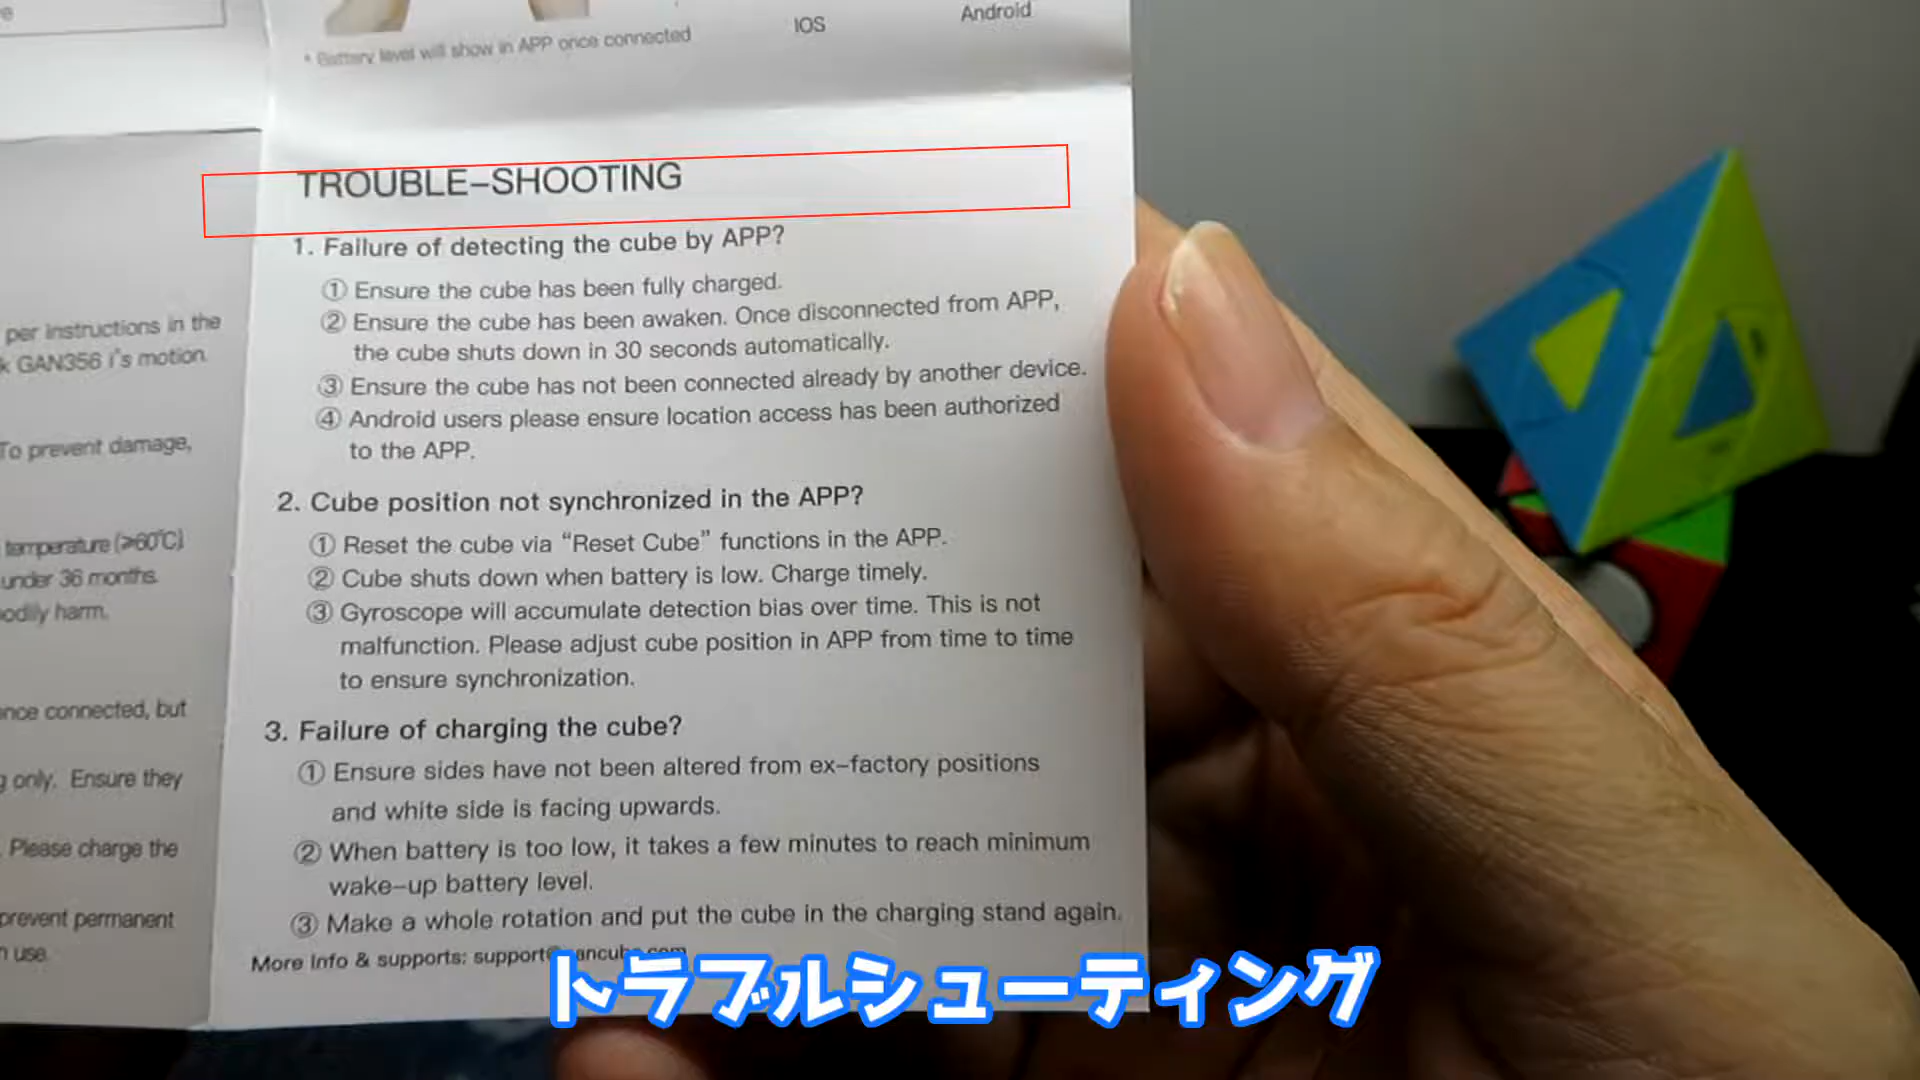 per Instructions in the
GAN356 i's motion.
To prevent damage,
temperature (≥60℃)
under 36 months.
harm.
connected, but
only. Ensure they
Please charge the
prevent permanent
use.
* Battery level will show in APP once connected
IOS
Android
TROUBLE-SHOOTING
1. Failure of detecting the cube by APP?
① Ensure the cube has been fully charged.
② Ensure the cube has been awaken. Once disconnected from APP,
the cube shuts down in 30 seconds automatically.
③ Ensure the cube has not been connected already by another device.
④ Android users please ensure location access has been authorized
to the APP.
2. Cube position not synchronized in the APP?
① Reset the cube via “Reset Cube” functions in the APP.
② Cube shuts down when battery is low. Charge timely.
③ Gyroscope will accumulate detection bias over time. This is not
malfunction. Please adjust cube position in APP from time to time
to ensure synchronization.
3. Failure of charging the cube?
① Ensure sides have not been altered from ex-factory positions
and white side is facing upwards.
② When battery is too low, it takes a few minutes to reach minimum
wake-up battery level.
③ Make a whole rotation and put the cube in the charging stand again.
More Info & supports:
トラブルシューティング